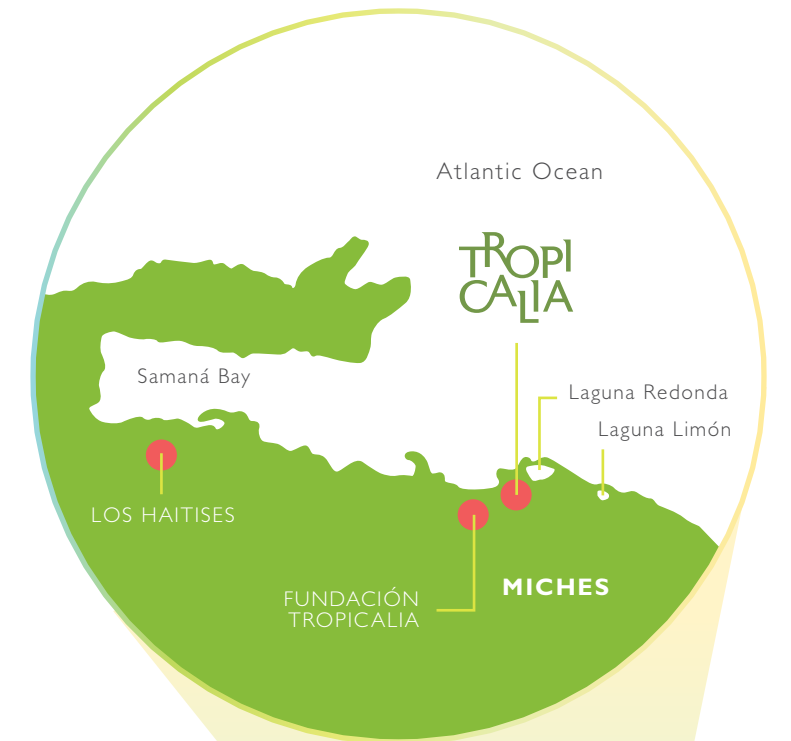 Atlantic Ocean
TROPI
CALIA
Samaná Bay
Laguna Redonda
Laguna Limón
LOS HAITISES
FUNDACIÓN
TROPICALIA
MICHES